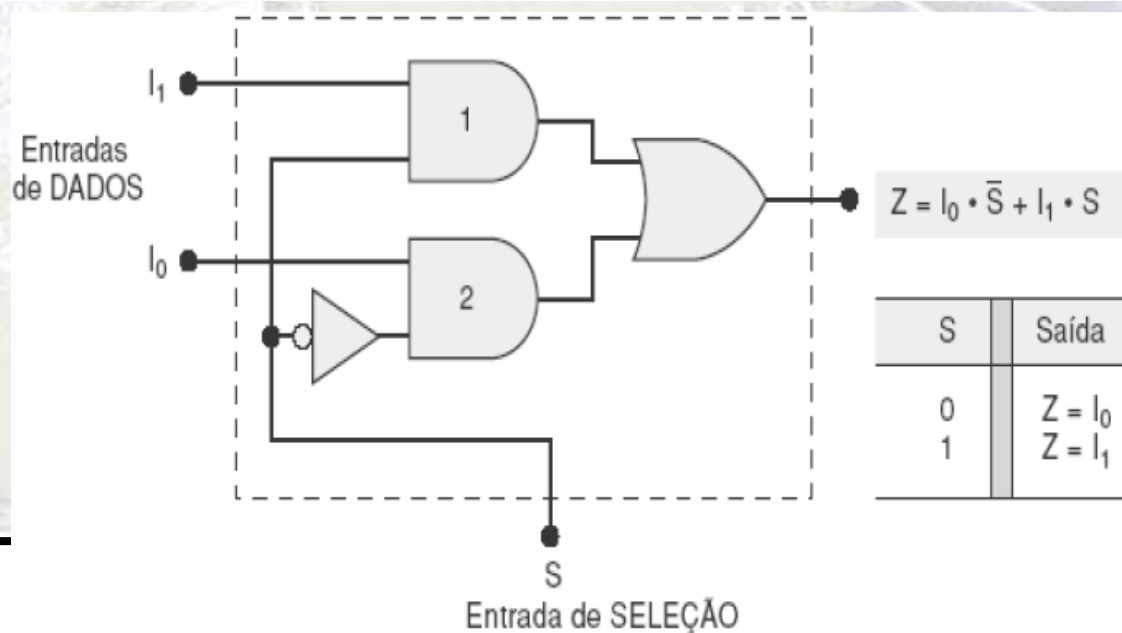 I₁
1
Entradas
de DADOS
Z = I₀ • S̅ + I₁ • S
I₀
2
S Saída
0 Z = I₀
1 Z = I₁
S
Entrada de SELEÇÃO